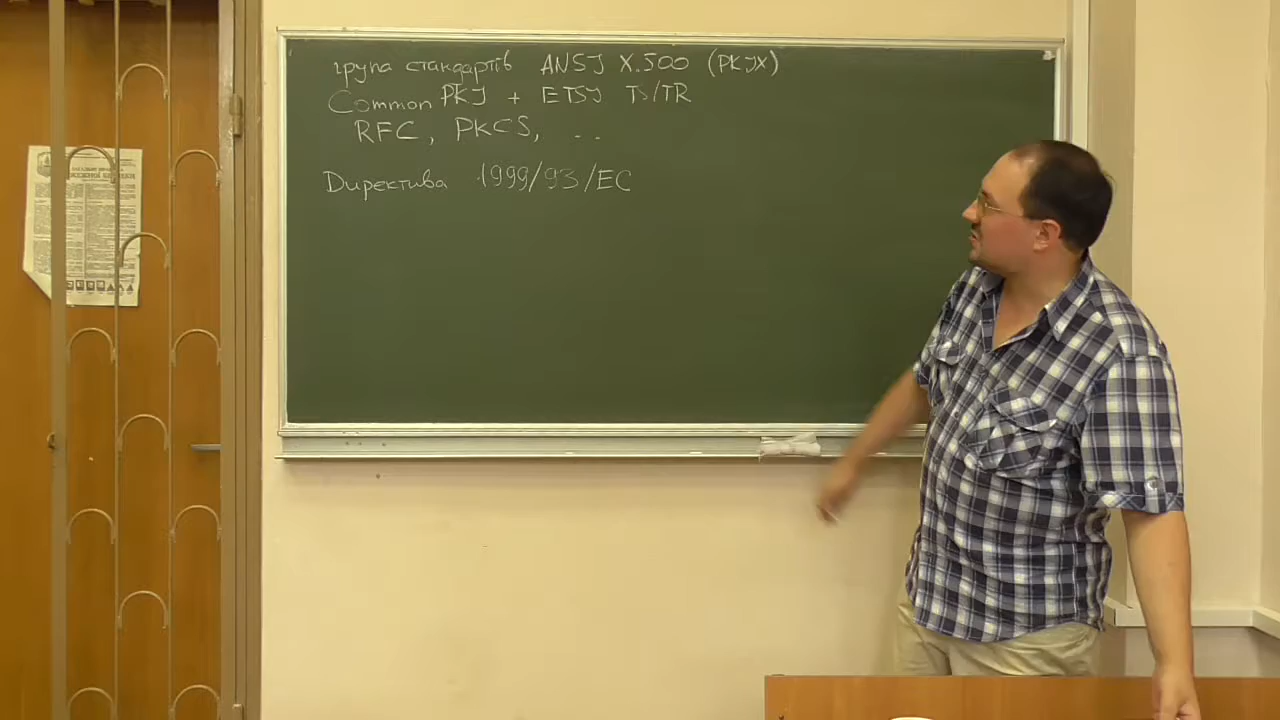 група стандартів ANSI X.500 (PKIX)
Common PKI + ETSI TS/TR
RFC, PKCS, ...
Директива 1999/93/EC